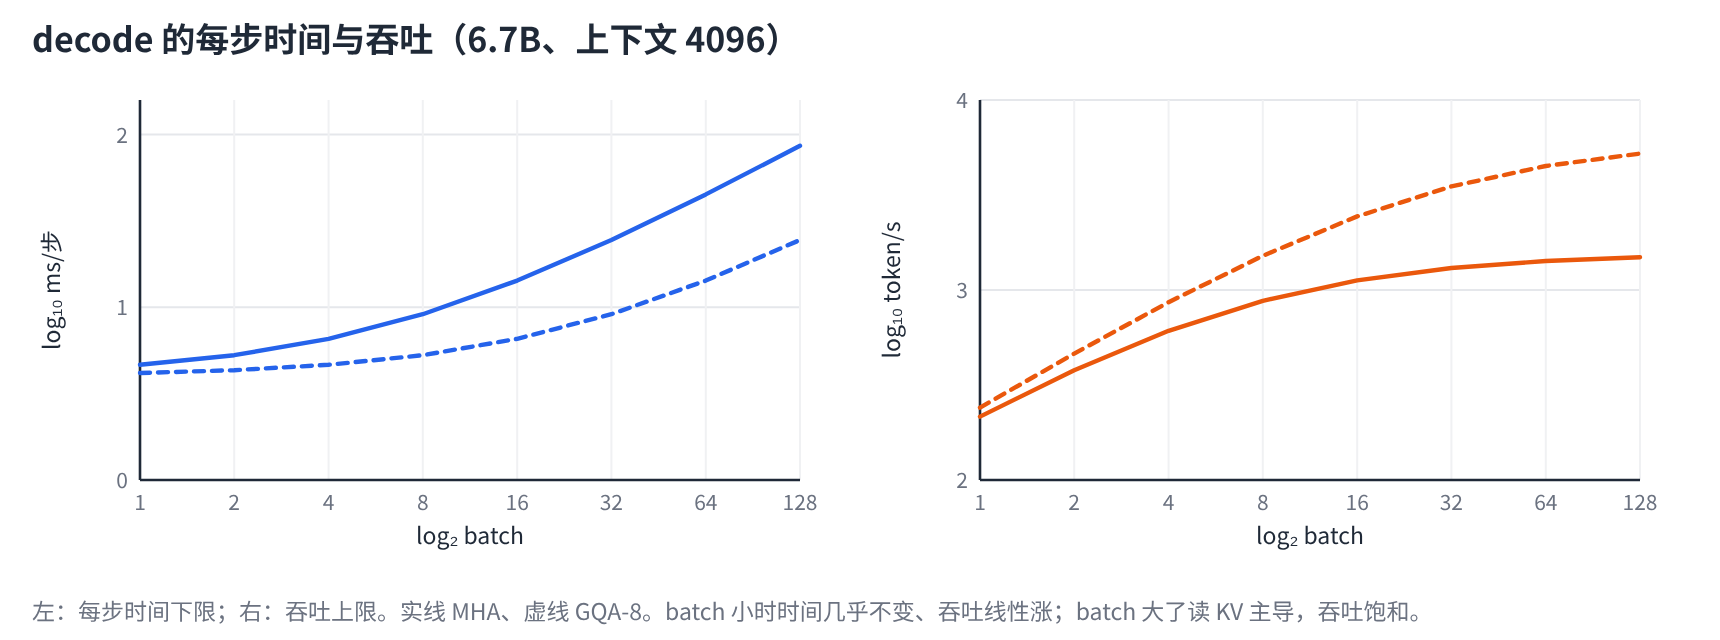 decode 的每步时间与吞吐（6.7B、上下文 4096）
log₁₀ ms/步
2
1
0
1 2 4 8 16 32 64 128
log₂ batch
log₁₀ token/s
4
3
2
1 2 4 8 16 32 64 128
log₂ batch
左：每步时间下限；右：吞吐上限。实线 MHA、虚线 GQA-8。batch 小时时间几乎不变、吞吐线性涨；batch 大了读 KV 主导，吞吐饱和。